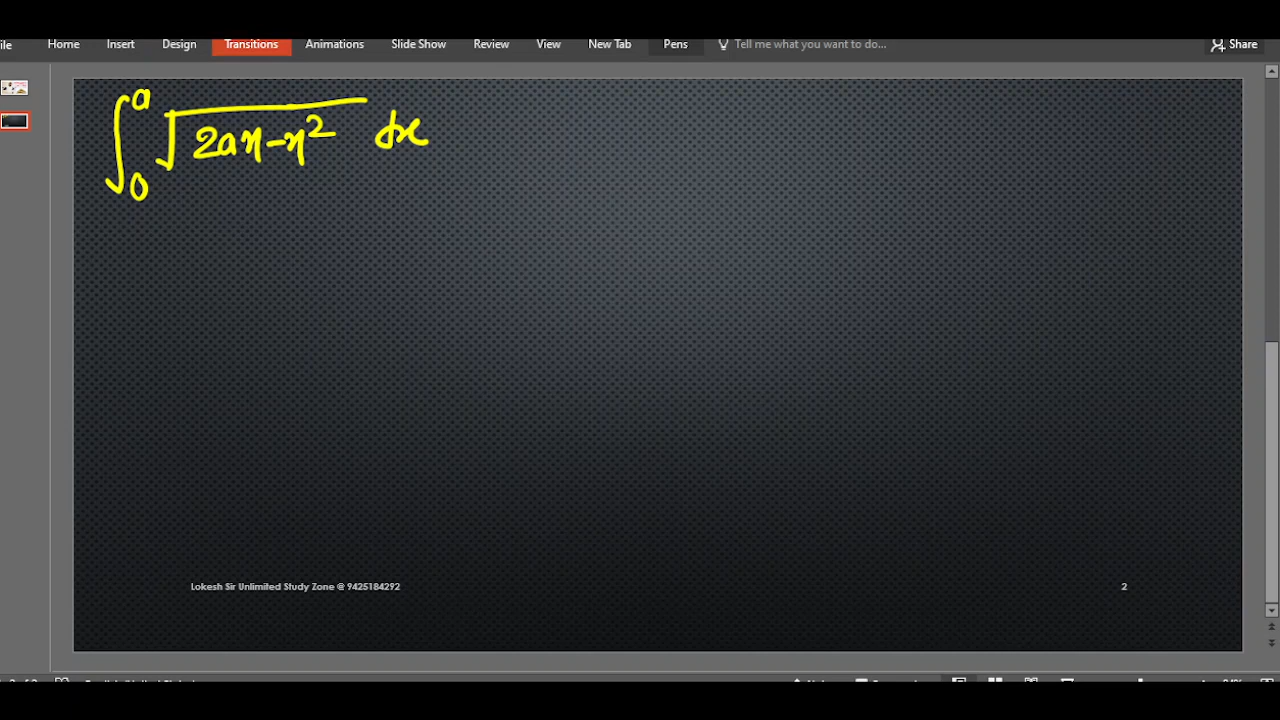 le Home Insert Design Transitions Animations Slide Show Review View New Tab Pens Tell me what you want to do... Share
∫₀ᵃ √(2ax-x²) dx
Lokesh Sir Unlimited Study Zone @ 9425184292 2